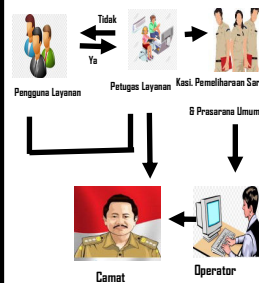 Tidak
Ya
Pengguna Layanan
Petugas Layanan
Kasi. Pemeliharaan Sar
& Prasarana Umum
Camat
Operator